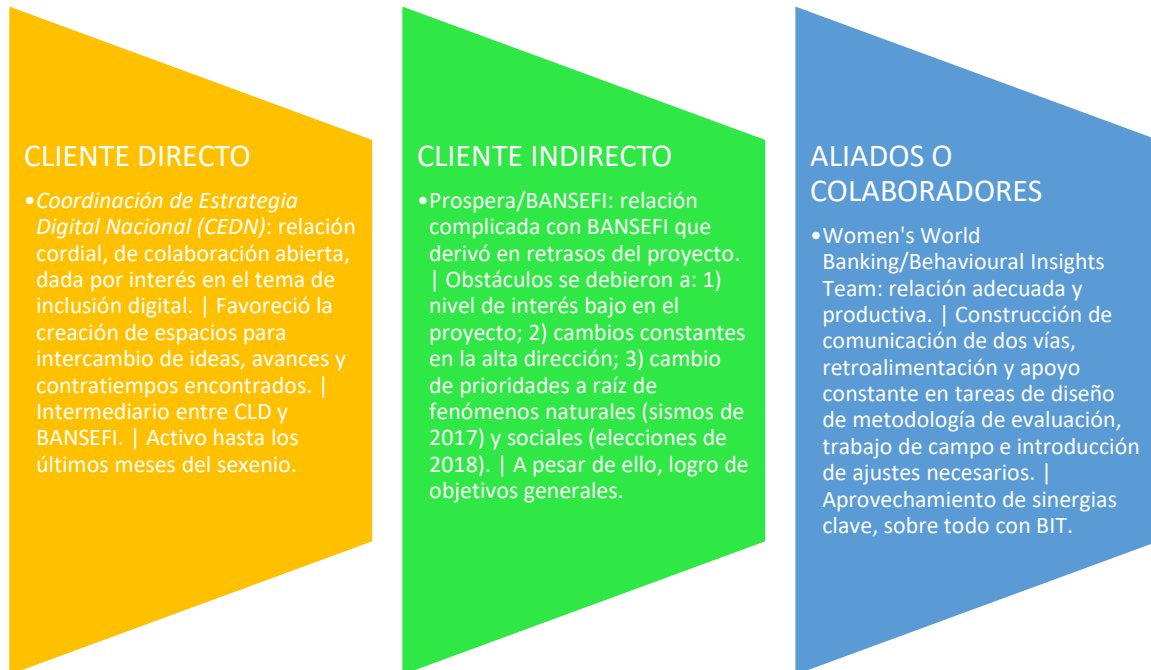 CLIENTE DIRECTO
•Coordinación de Estrategia
Digital Nacional (CEDN): relación
cordial, de colaboración abierta,
dada por interés en el tema de
inclusión digital. | Favoreció la
creación de espacios para
intercambio de ideas, avances y
contratiempos encontrados. |
Intermediario entre CLD y
BANSEFI. | Activo hasta los
últimos meses del sexenio.
CLIENTE INDIRECTO
•Prospera/BANSEFI: relación
complicada con BANSEFI que
derivó en retrasos del proyecto.
| Obstáculos se debieron a: 1)
nivel de interés bajo en el
proyecto; 2) cambios constantes
en la alta dirección; 3) cambio
de prioridades a raíz de
fenómenos naturales (sismos de
2017) y sociales (elecciones de
2018). | A pesar de ello, logro de
objetivos generales.
ALIADOS O
COLABORADORES
•Women's World
Banking/Behavioural Insights
Team: relación adecuada y
productiva. | Construcción de
comunicación de dos vías,
retroalimentación y apoyo
constante en tareas de diseño
de metodología de evaluación,
trabajo de campo e introducción
de ajustes necesarios. |
Aprovechamiento de sinergias
clave, sobre todo con BIT.